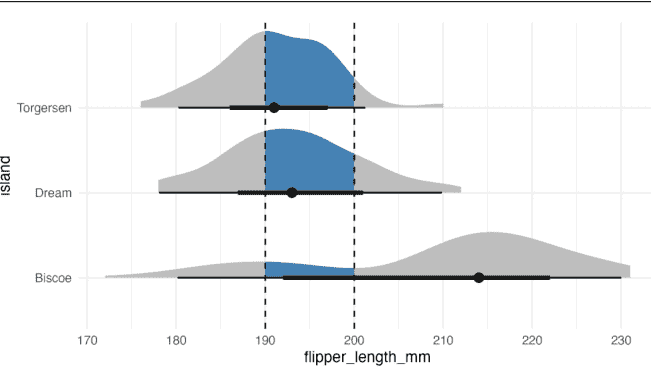 Torgersen
Dream
Biscoe
island
170 180 190 200 210 220 230
flipper_length_mm